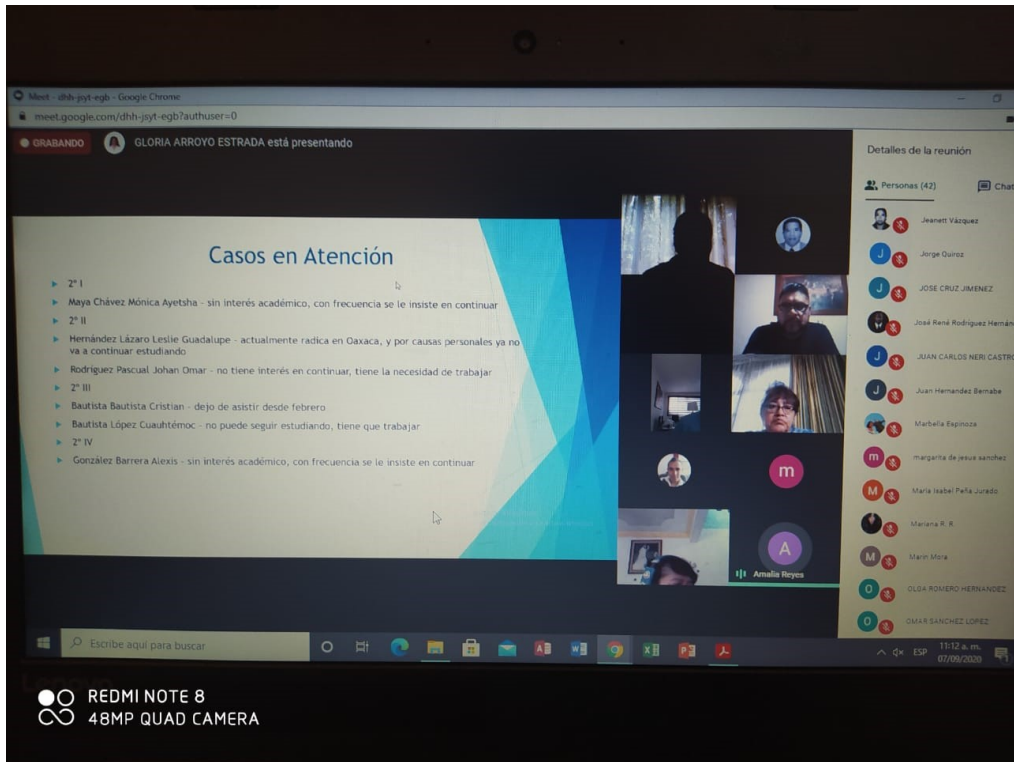 Meet - dhh-jsyt-egb - Google Chrome
meet.google.com/dhh-jsyt-egb?authuser=0
GRABANDO
GLORIA ARROYO ESTRADA está presentando
Casos en Atención
2° I
Maya Chávez Mónica Ayetsha - sin interés académico, con frecuencia se le insiste en continuar
2° II
Hernández Lázaro Leslie Guadalupe - actualmente radica en Oaxaca, y por causas personales ya no
va a continuar estudiando
Rodríguez Pascual Johan Omar - no tiene interés en continuar, tiene la necesidad de trabajar
2° III
Bautista Bautista Cristian - dejo de asistir desde febrero
Bautista López Cuauhtémoc - no puede seguir estudiando, tiene que trabajar
2° IV
González Barrera Alexis - sin interés académico, con frecuencia se le insiste en continuar
m
A
Amalia Reyes
Detalles de la reunión
Personas (42)
Chat
Jeanett Vázquez
J
Jorge Quiroz
J
JOSE CRUZ JIMENEZ
José René Rodríguez Hernán
J
JUAN CARLOS NERI CASTRO
J
Juan Hernandez Bernabe
Marbella Espinoza
m
margarita de jesus sanchez
M
Maria Isabel Peña Jurado
Mariana R. R.
M
Marin Mora
O
OLGA ROMERO HERNANDEZ
O
OMAR SANCHEZ LOPEZ
Escribe aquí para buscar
ESP
11:12 a. m.
07/09/2020
Lenovo
REDMI NOTE 8
48MP QUAD CAMERA